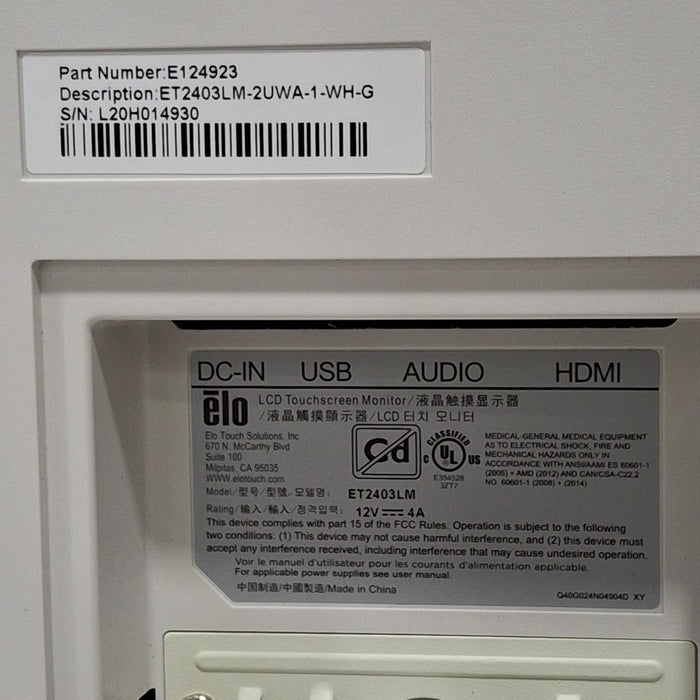 Part Number:E124923
Description:ET2403LM-2UWA-1-WH-G
S/N: L20H014930
DC-IN USB AUDIO HDMI
elo LCD Touchscreen Monitor/液晶触摸显示器
/液晶觸摸顯示器/LCD 터치 모니터
Elo Touch Solutions, Inc
670 N. McCarthy Blvd
Suite 100
Milpitas, CA 95035
WWW.elotouch.com
Cd
CLASSIFIED
C UL US
E354528
3ZT7
MEDICAL-GENERAL MEDICAL EQUIPMENT
AS TO ELECTRICAL SHOCK, FIRE AND
MECHANICAL HAZARDS ONLY IN
ACCORDANCE WITH ANSI/AAMI ES 60601-1
(2005) + AMD (2012) AND CAN/CSA-C22.2
NO. 60601-1 (2008) + (2014)
Model/型号/型號, 모델명: ET2403LM
Rating/输入/輸入/정격입력: 12V 4A
This device complies with part 15 of the FCC Rules. Operation is subject to the following
two conditions: (1) This device may not cause harmful interference, and (2) this device must
accept any interference received, including interference that may cause undesired operation.
Voir le manuel d'utilisateur pour les courants d'alimentation applicable.
For applicable power supplies see user manual.
中国制造/中國製造/Made in China
Q40G024N04904D XY